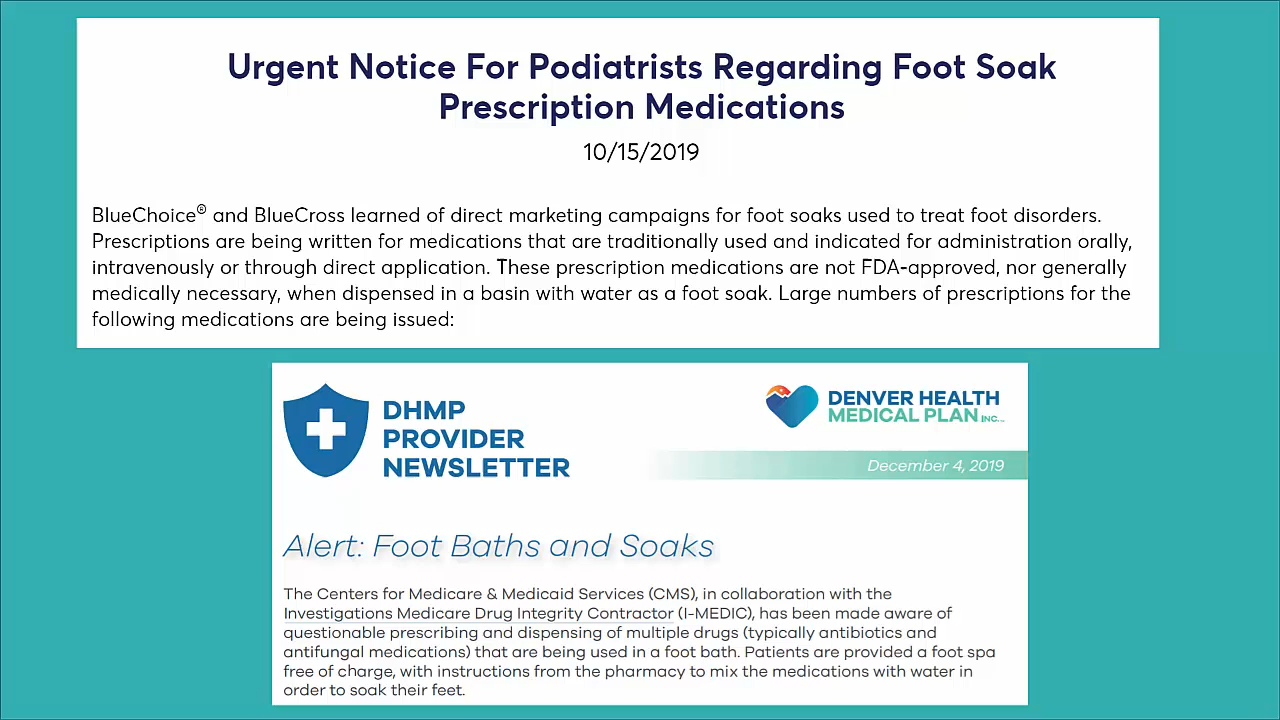 Urgent Notice For Podiatrists Regarding Foot Soak
Prescription Medications
10/15/2019
BlueChoice® and BlueCross learned of direct marketing campaigns for foot soaks used to treat foot disorders.
Prescriptions are being written for medications that are traditionally used and indicated for administration orally,
intravenously or through direct application. These prescription medications are not FDA-approved, nor generally
medically necessary, when dispensed in a basin with water as a foot soak. Large numbers of prescriptions for the
following medications are being issued:
DHMP
PROVIDER
NEWSLETTER
DENVER HEALTH
MEDICAL PLAN INC.
December 4, 2019
Alert: Foot Baths and Soaks
The Centers for Medicare & Medicaid Services (CMS), in collaboration with the
Investigations Medicare Drug Integrity Contractor (I-MEDIC), has been made aware of
questionable prescribing and dispensing of multiple drugs (typically antibiotics and
antifungal medications) that are being used in a foot bath. Patients are provided a foot spa
free of charge, with instructions from the pharmacy to mix the medications with water in
order to soak their feet.